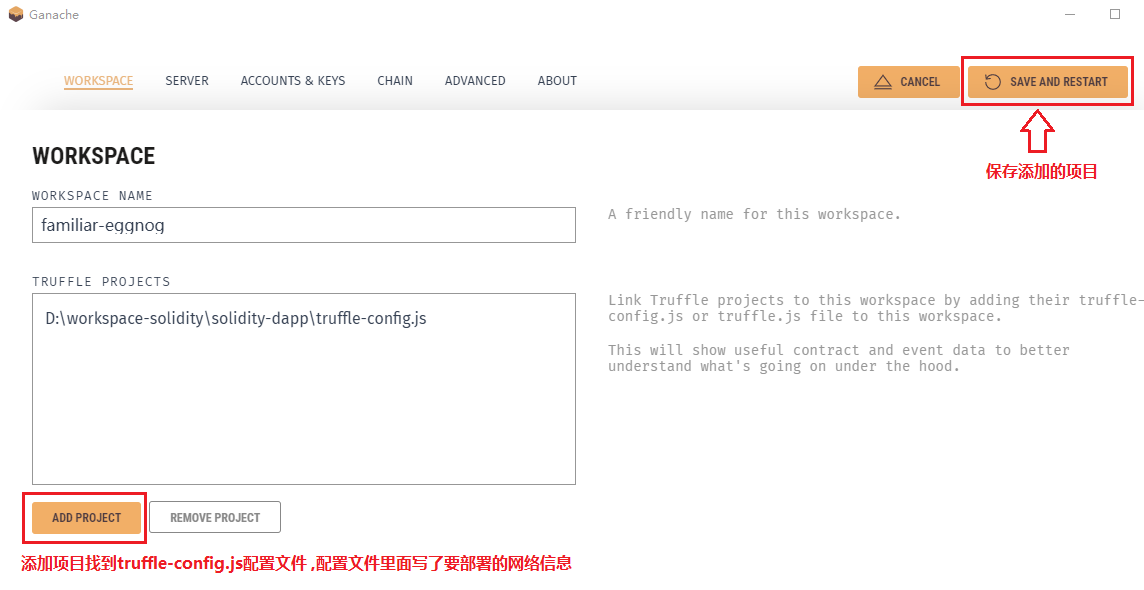 Ganache
WORKSPACE
SERVER
ACCOUNTS & KEYS
CHAIN
ADVANCED
ABOUT
CANCEL
SAVE AND RESTART
保存添加的项目
WORKSPACE
WORKSPACE NAME
familiar-eggnog
A friendly name for this workspace.
TRUFFLE PROJECTS
D:\workspace-solidity\solidity-dapp\truffle-config.js
Link Truffle projects to this workspace by adding their truffle-
config.js or truffle.js file to this workspace.
This will show useful contract and event data to better
understand what's going on under the hood.
ADD PROJECT
REMOVE PROJECT
添加项目找到truffle-config.js配置文件 ,配置文件里面写了要部署的网络信息